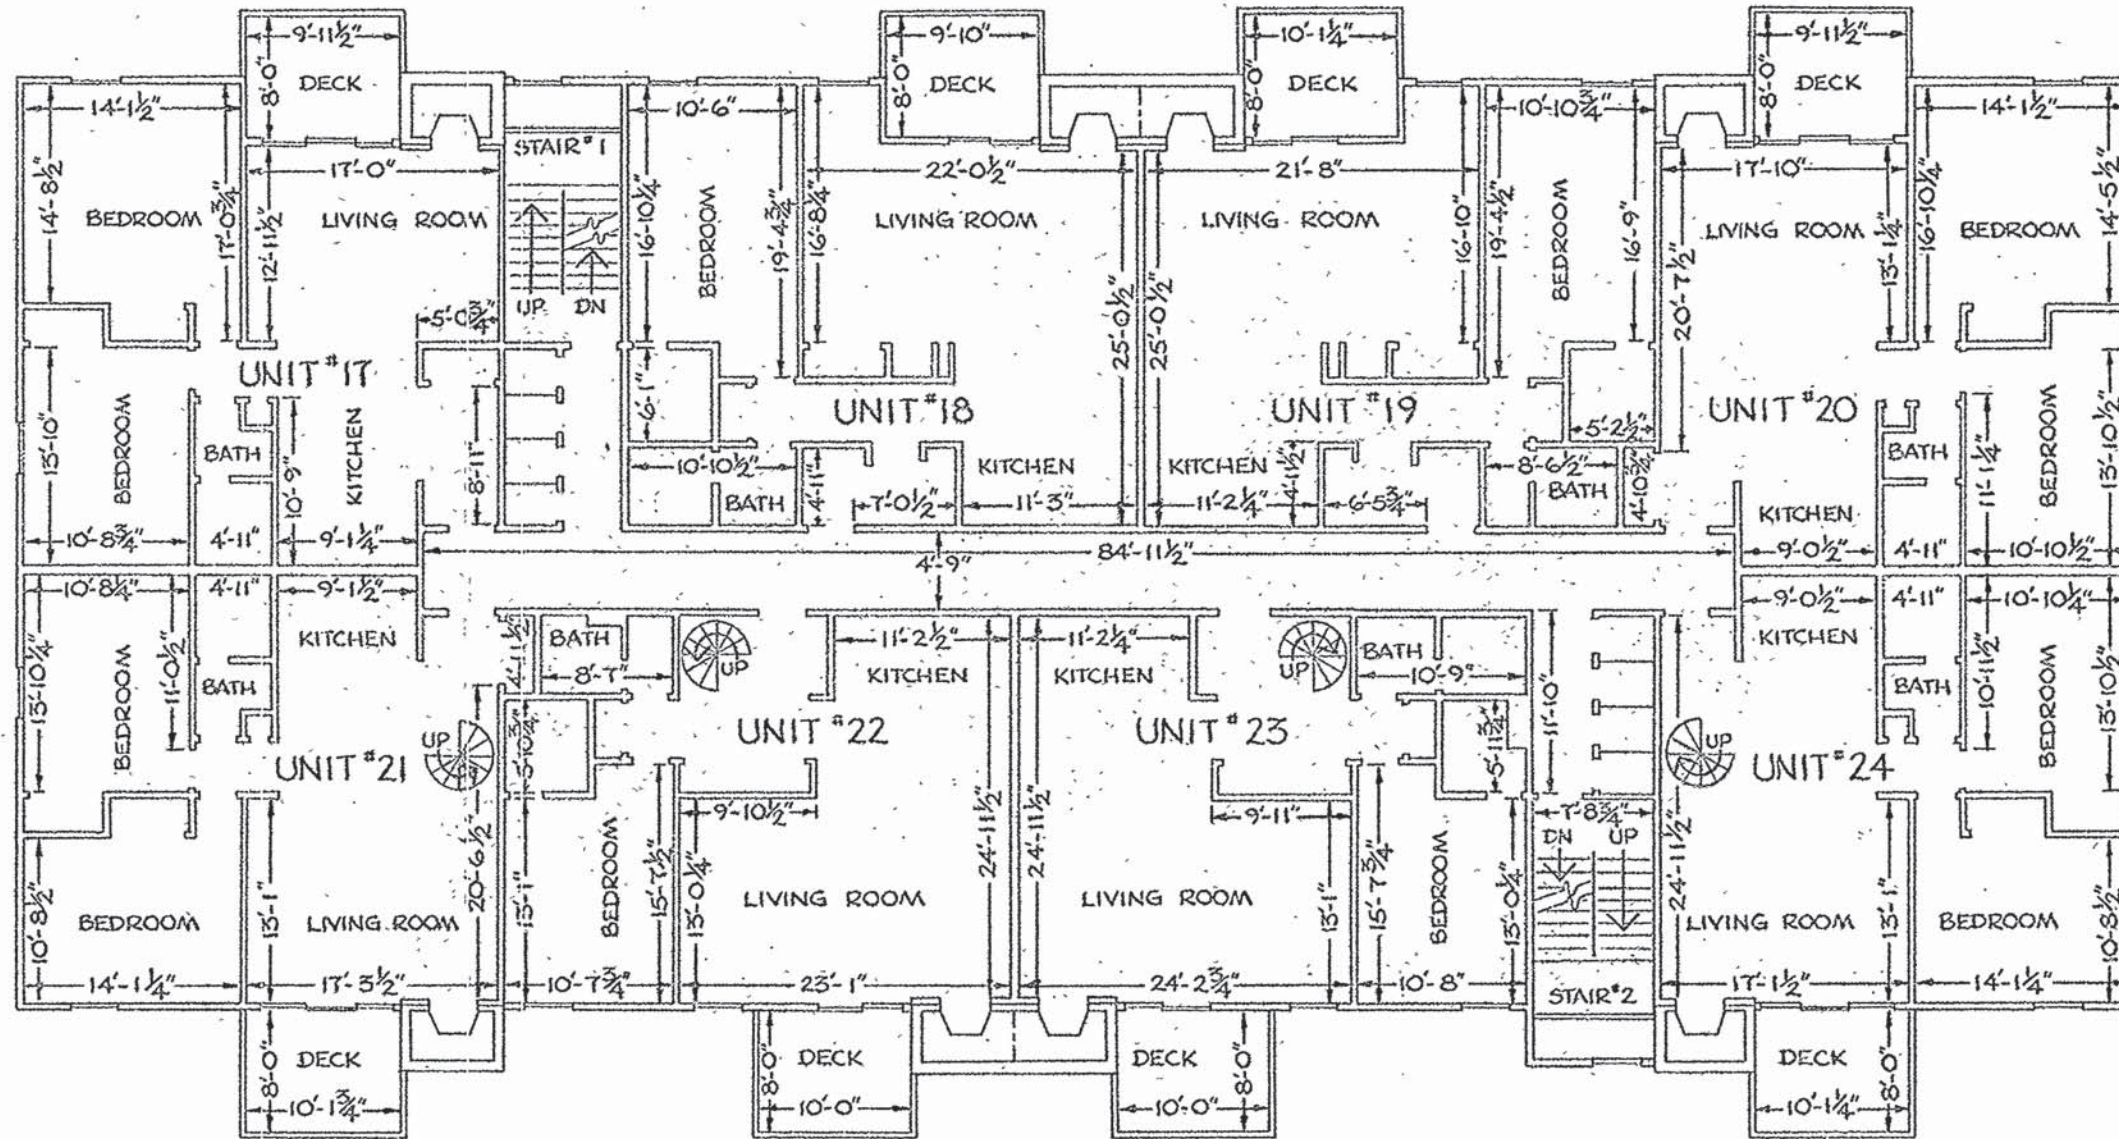 9'-11½"
8'-0"
DECK
9'-10"
8'-0"
DECK
10'-1¼"
8'-0"
DECK
9'-11½"
8'-0"
DECK
14'-1½"
14'-8½"
17'-0¾"
BEDROOM
12'-11½"
17'-0"
LIVING ROOM
5'-0¾"
STAIR #1
UP
DN
10'-6"
16'-10¼"
BEDROOM
19'-4¾"
16'-8¼"
22'-0½"
LIVING ROOM
25'-0½"
25'-0½"
21'-8"
LIVING ROOM
16'-10"
19'-4½"
10'-10¾"
BEDROOM
16'-9"
20'-7½"
17'-10"
LIVING ROOM
13'-1¼"
16'-10¼"
14'-1½"
BEDROOM
14'-5½"
UNIT #17
13'-10"
BEDROOM
10'-8¾"
BATH
4'-11"
10'-9"
KITCHEN
9'-1¼"
8'-11"
6'-1"
UNIT #18
10'-10½"
BATH
4'-11"
7'-0½"
KITCHEN
11'-3"
UNIT #19
KITCHEN
11'-2¼"
4'-11½"
6'-5¾"
8'-6½"
BATH
5'-2½"
4'-10¾"
UNIT #20
KITCHEN
9'-0½"
BATH
4'-11"
11'-1¼"
BEDROOM
13'-10½"
10'-10½"
84'-11½"
4'-9"
10'-8¼"
4'-11"
9'-1½"
13'-10¼"
BEDROOM
11'-0½"
BATH
KITCHEN
UP
UNIT #21
10'-8½"
BEDROOM
14'-1¼"
13'-1"
LIVING ROOM
17'-3½"
20'-6½"
4'-11½"
BATH
8'-7"
UP
5'-10¾"
UNIT #22
11'-2½"
KITCHEN
13'-1"
BEDROOM
15'-7½"
10'-7¾"
9'-10½"
13'-0¼"
LIVING ROOM
23'-1"
24'-11½"
24'-11½"
11'-2¼"
KITCHEN
UP
UNIT #23
9'-11"
LIVING ROOM
24'-2¾"
13'-1"
BATH
10'-9"
5'-11¾"
15'-7¾"
BEDROOM
13'-0¼"
10'-8"
11'-10"
7'-8¾"
DN
UP
STAIR #2
9'-0½"
4'-11"
10'-10¼"
KITCHEN
BATH
10'-11½"
BEDROOM
13'-10½"
UP
UNIT #24
24'-11½"
LIVING ROOM
13'-1"
17'-1½"
BEDROOM
10'-8½"
14'-1¼"
8'-0"
DECK
10'-1¾"
8'-0"
DECK
10'-0"
DECK
8'-0"
10'-0"
DECK
8'-0"
10'-1¼"